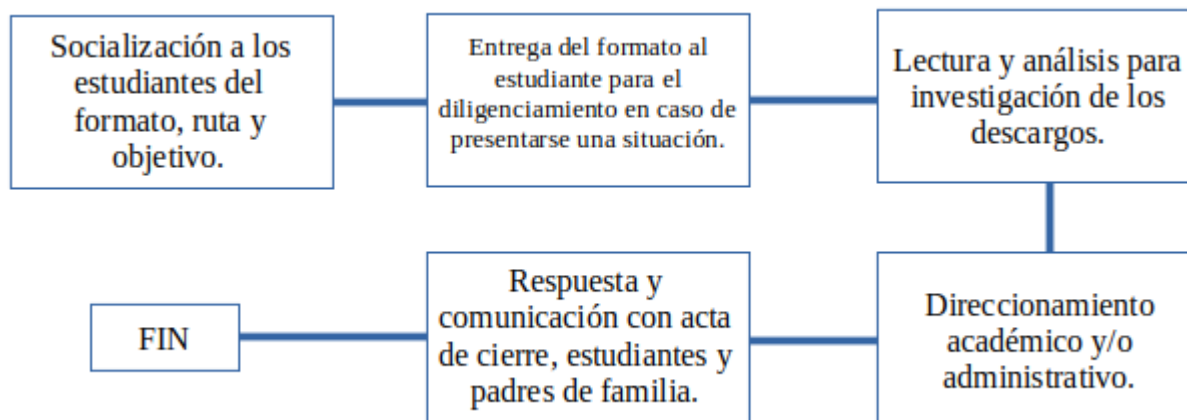 Socialización a los
estudiantes del
formato, ruta y
objetivo.
Entrega del formato al
estudiante para el
diligenciamiento en caso de
presentarse una situación.
Lectura y análisis para
investigación de los
descargos.
Direccionamiento
académico y/o
administrativo.
Respuesta y
comunicación con acta
de cierre, estudiantes y
padres de familia.
FIN